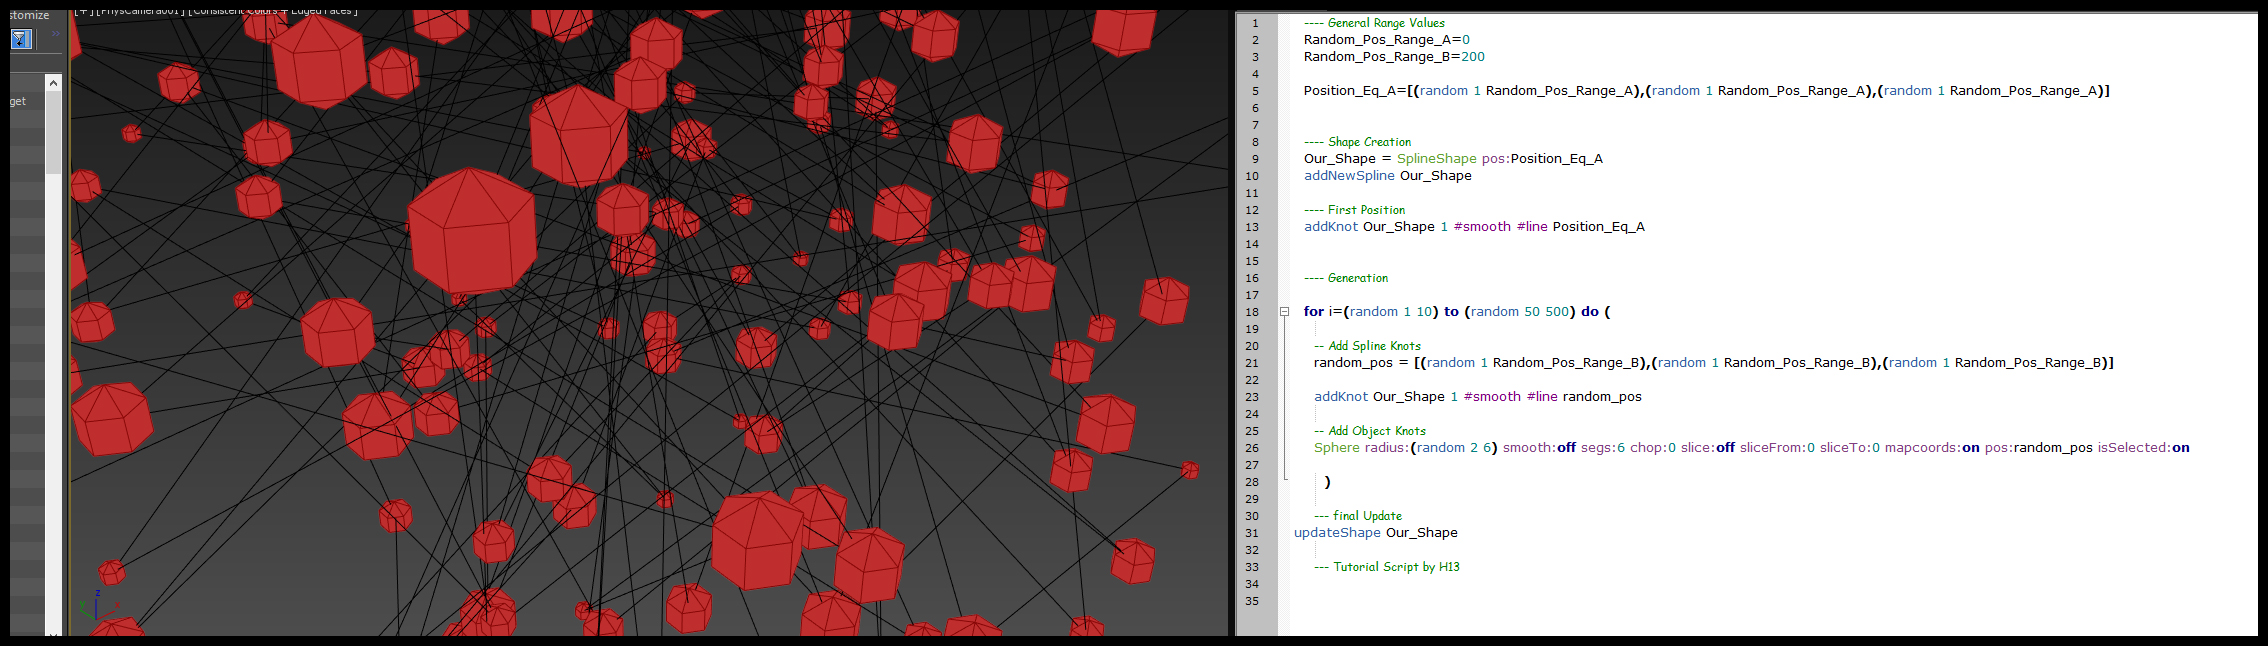 stomize
[ + ] [PhysCamera001 ] [Consistent Colors + Edged Faces ]
»
get
z
y
x
1 ---- General Range Values
2 Random_Pos_Range_A=0
3 Random_Pos_Range_B=200
4
5 Position_Eq_A=[(random 1 Random_Pos_Range_A),(random 1 Random_Pos_Range_A),(random 1 Random_Pos_Range_A)]
6
7
8 ---- Shape Creation
9 Our_Shape = SplineShape pos:Position_Eq_A
10 addNewSpline Our_Shape
11
12 ---- First Position
13 addKnot Our_Shape 1 #smooth #line Position_Eq_A
14
15
16 ---- Generation
17
18 for i=(random 1 10) to (random 50 500) do (
19
20 -- Add Spline Knots
21 random_pos = [(random 1 Random_Pos_Range_B),(random 1 Random_Pos_Range_B),(random 1 Random_Pos_Range_B)]
22
23 addKnot Our_Shape 1 #smooth #line random_pos
24
25 -- Add Object Knots
26 Sphere radius:(random 2 6) smooth:off segs:6 chop:0 slice:off sliceFrom:0 sliceTo:0 mapcoords:on pos:random_pos isSelected:on
27
28 )
29
30 --- final Update
31 updateShape Our_Shape
32
33 --- Tutorial Script by H13
34
35